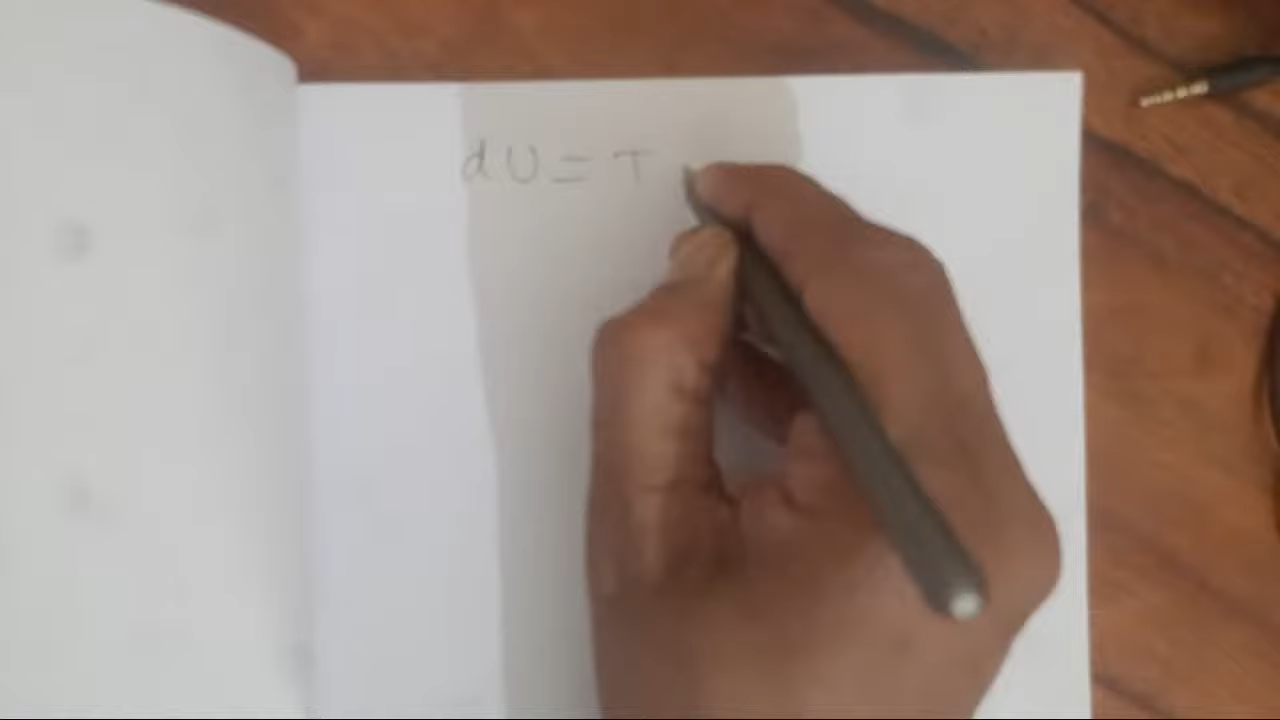 dU = T